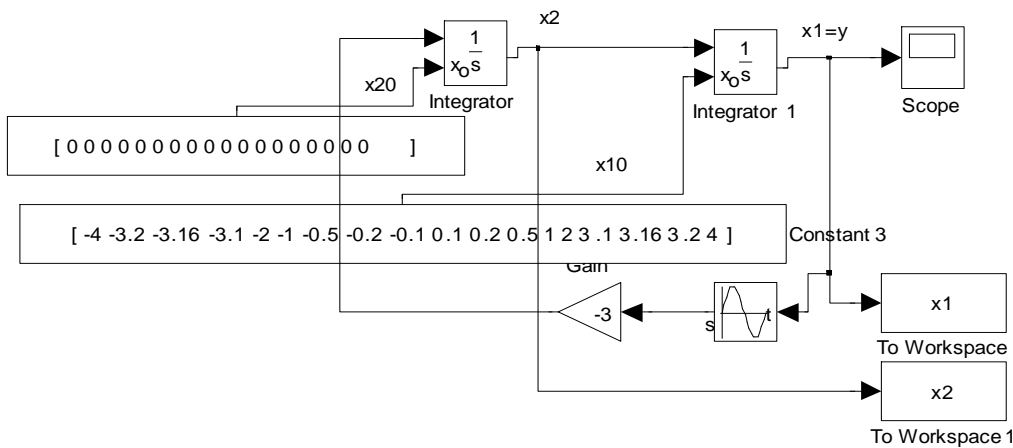 x2
x1=y
1
s
xo
Integrator
x20
1
s
xo
Integrator 1
Scope
[ 0 0 0 0 0 0 0 0 0 0 0 0 0 0 0 0 0 0 ]
x10
[ -4 -3.2 -3.16 -3.1 -2 -1 -0.5 -0.2 -0.1 0.1 0.2 0.5 1 2 3.1 3.16 3.2 4 ]
Constant 3
Gain
-3
s
t
x1
To Workspace
x2
To Workspace 1